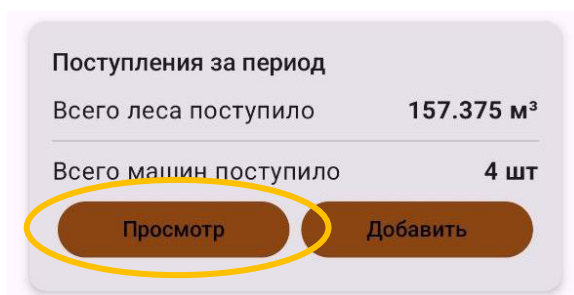 Поступления за период
Всего леса поступило 157.375 м³
Всего машин поступило 4 шт
Просмотр Добавить